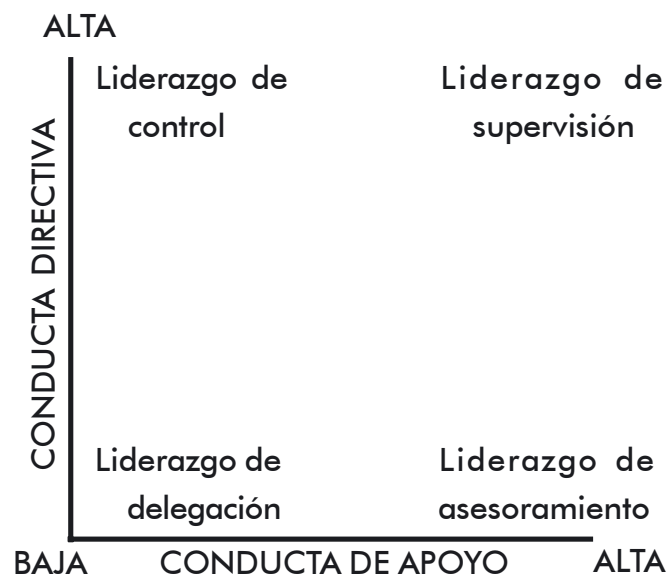 ALTA
Liderazgo de
control
Liderazgo de
supervisión
CONDUCTA DIRECTIVA
Liderazgo de
delegación
Liderazgo de
asesoramiento
BAJA
CONDUCTA DE APOYO
ALTA